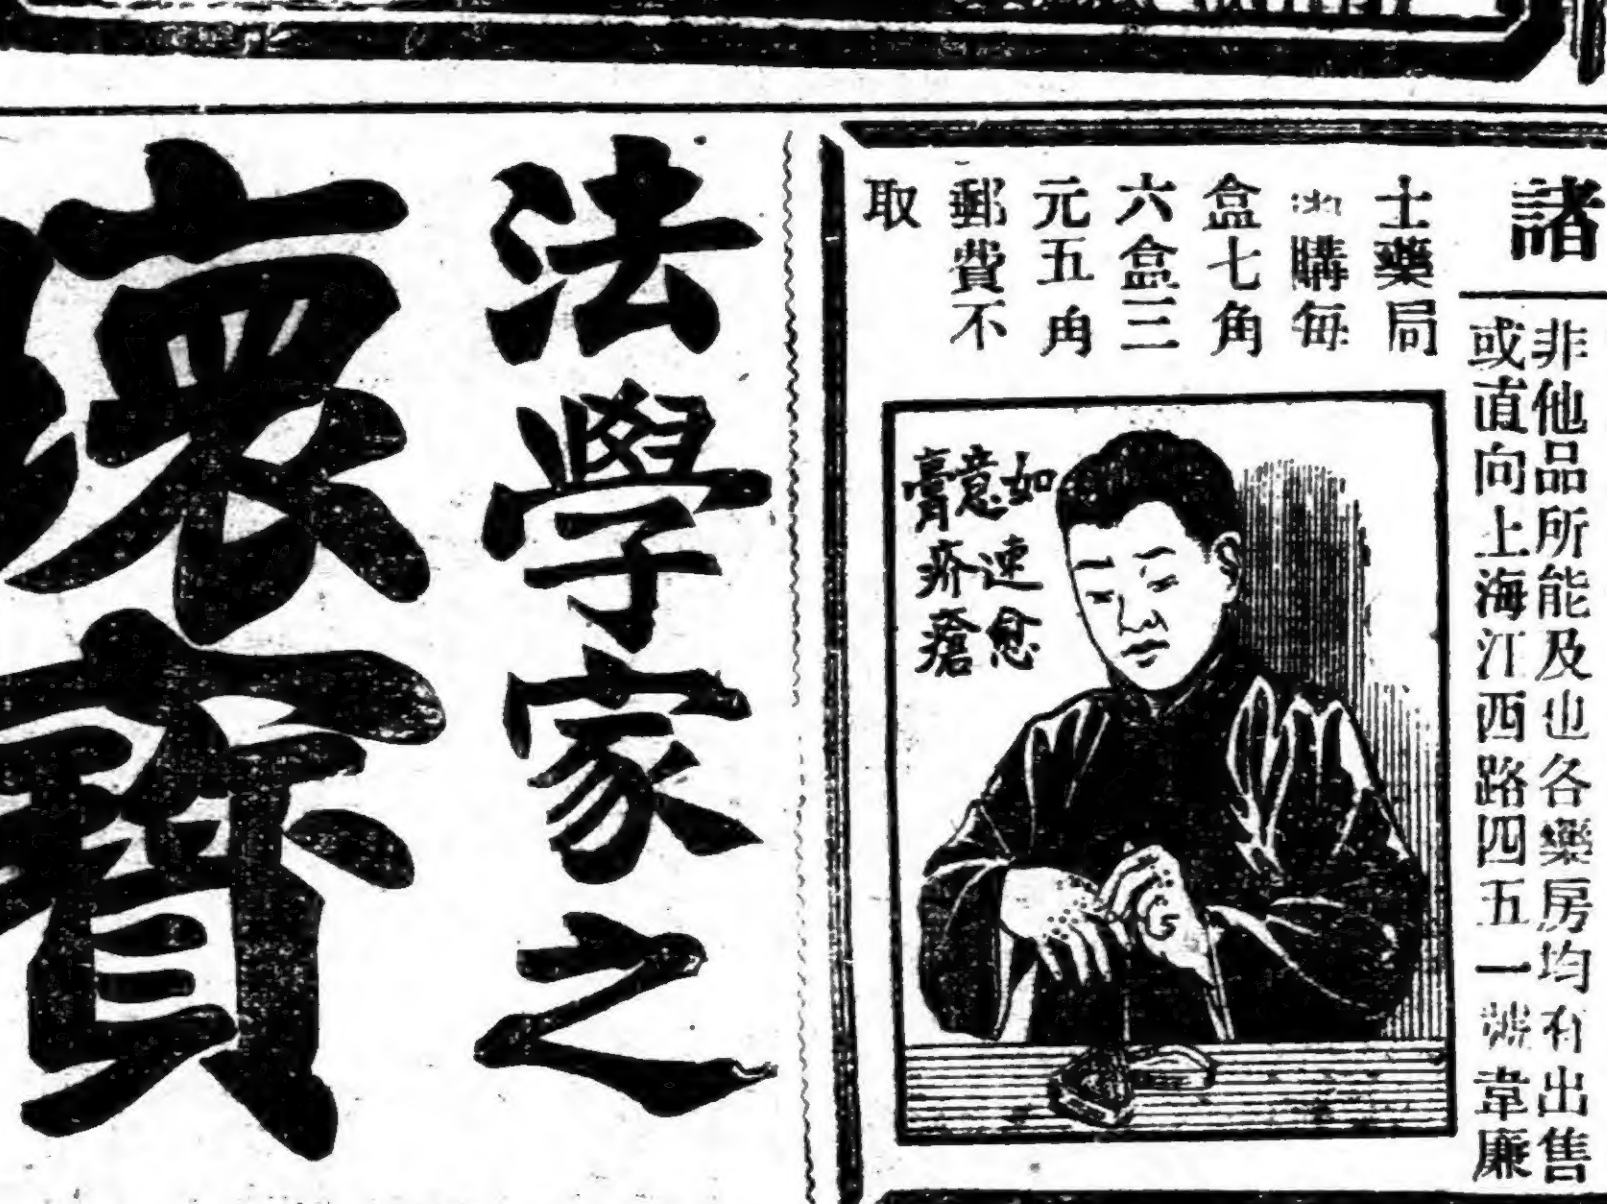 諸
非他品所能及也各藥房均有出售
或直向上海江西路四五一號韋廉
士藥局
函購每
盒七角
六盒三
元五角
郵費不
取
如意膏
速愈
疥瘡
法學家之
瓌寶